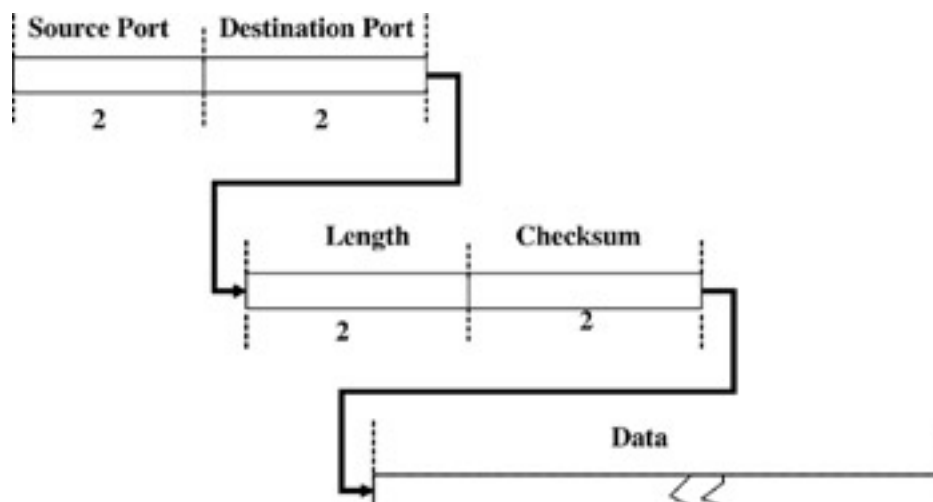 Source Port Destination Port
2 2
Length Checksum
2 2
Data